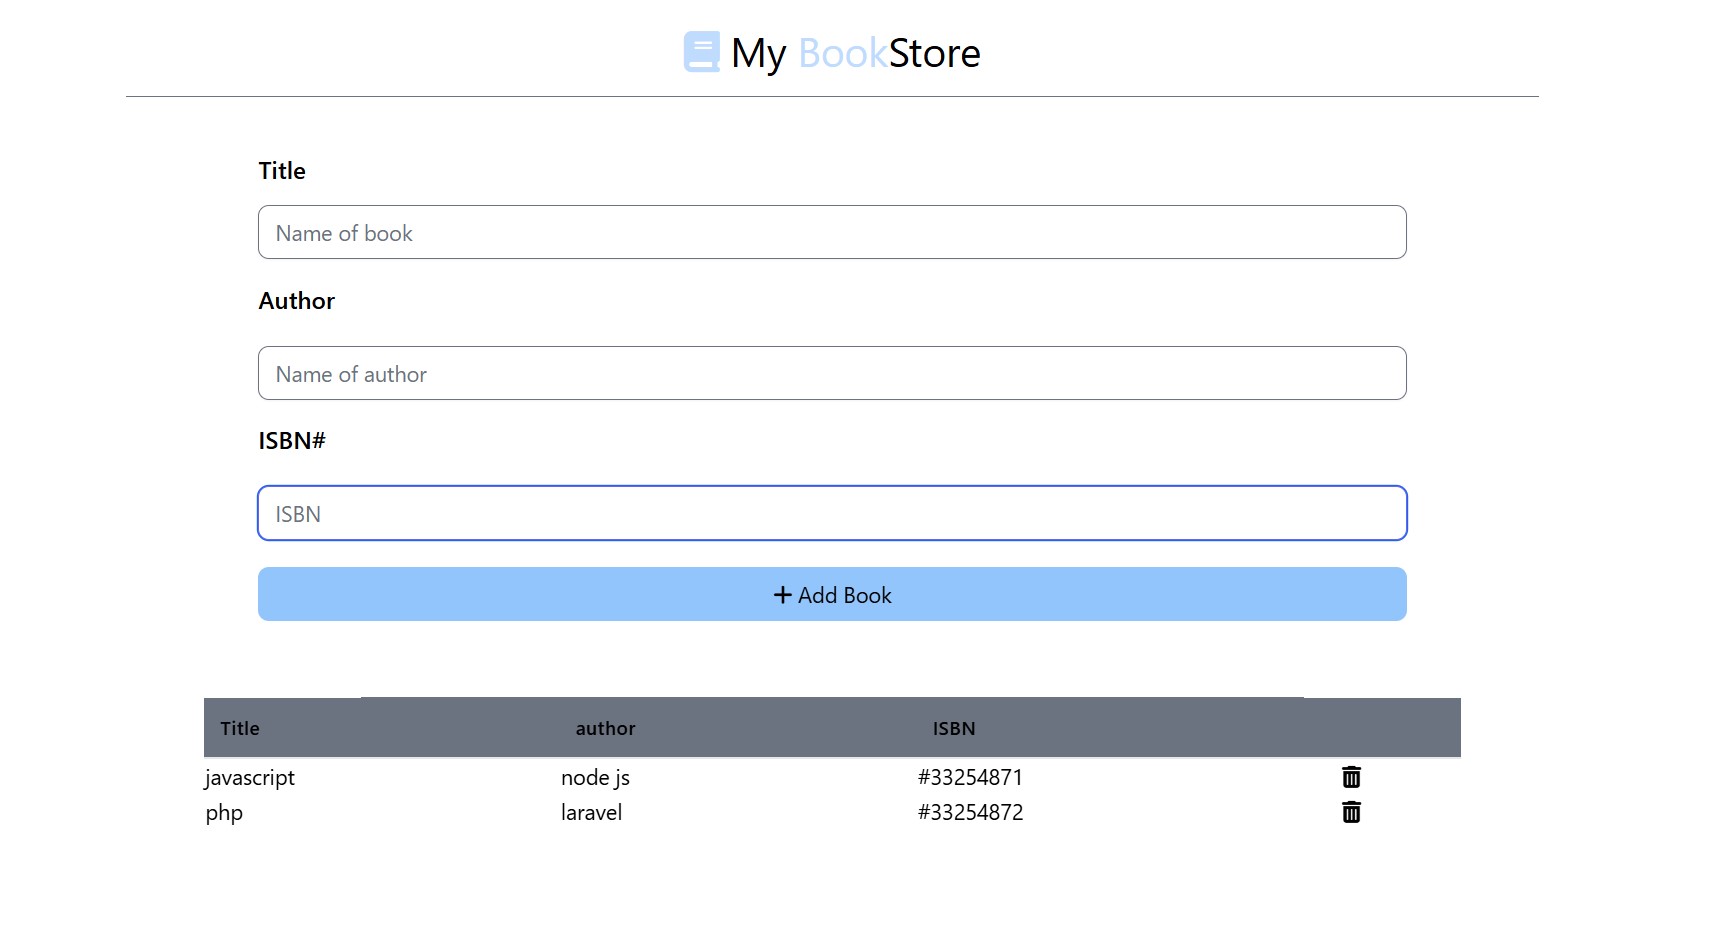 My BookStore
Title
Name of book
Author
Name of author
ISBN#
ISBN
+ Add Book
Title author ISBN
javascript node js #33254871
php laravel #33254872